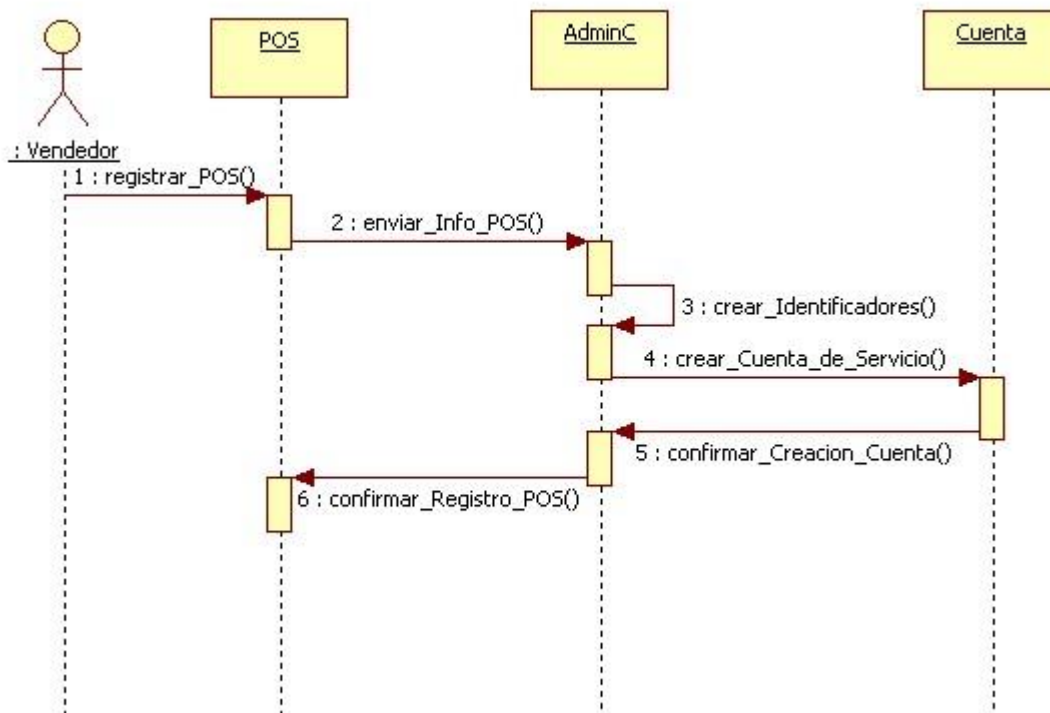 POS
AdminC
Cuenta
: Vendedor
1 : registrar_POS()
2 : enviar_Info_POS()
3 : crear_Identificadores()
4 : crear_Cuenta_de_Servicio()
5 : confirmar_Creacion_Cuenta()
6 : confirmar_Registro_POS()